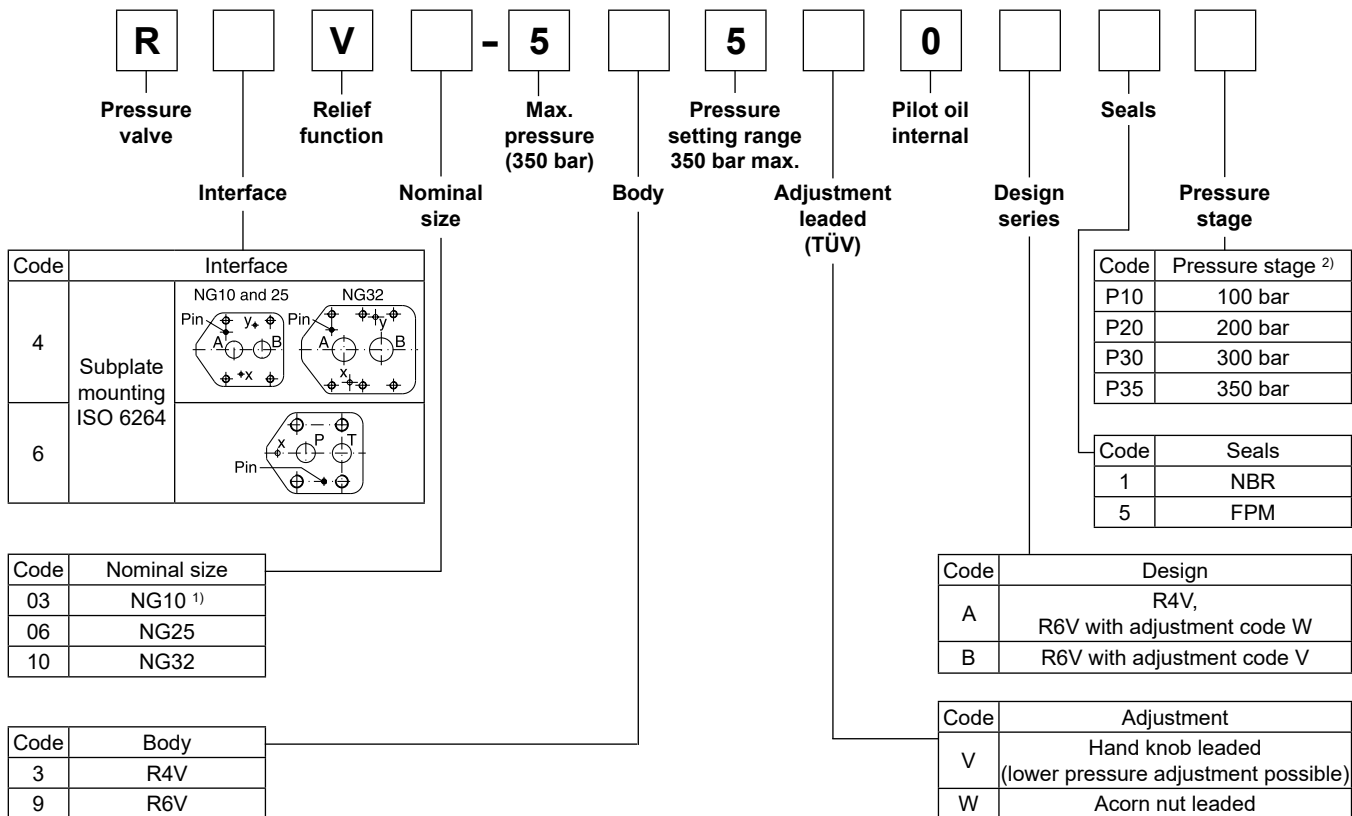 R V - 5 5 0
Pressure
valve
Relief
function
Max.
pressure
(350 bar)
Pressure
setting range
350 bar max.
Pilot oil
internal
Seals
Interface
Nominal
size
Body
Adjustment
leaded
(TÜV)
Design
series
Pressure
stage
Code Interface
4
6
Subplate
mounting
ISO 6264
NG10 and 25 NG32
Pin y Pin y
A B A B
x x
x P T
Pin
Code Pressure stage 2)
P10 100 bar
P20 200 bar
P30 300 bar
P35 350 bar
Code Seals
1 NBR
5 FPM
Code Nominal size
03 NG10 1)
06 NG25
10 NG32
Code Design
A R4V,
R6V with adjustment code W
B R6V with adjustment code V
Code Body
3 R4V
9 R6V
Code Adjustment
V Hand knob leaded
(lower pressure adjustment possible)
W Acorn nut leaded